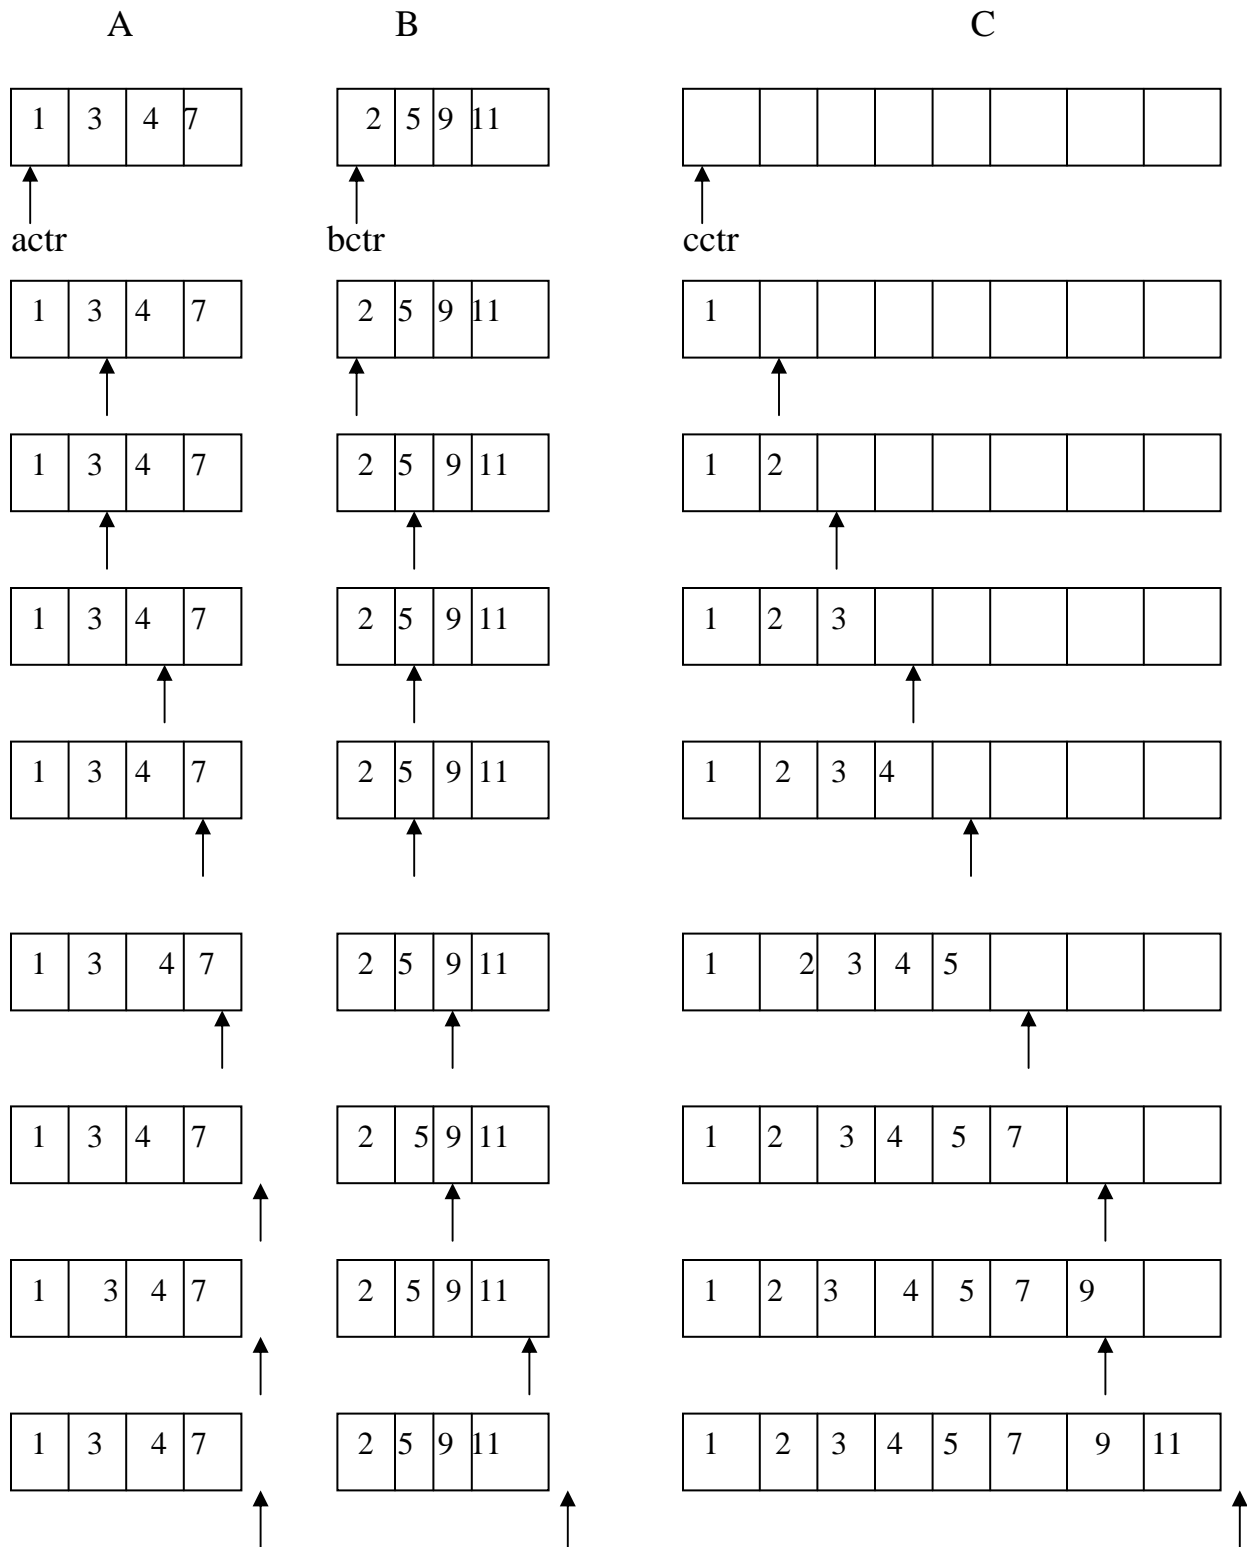 A B C
1 3 4 7 2 5 9 11
actr bctr cctr
1 3 4 7 2 5 9 11 1
1 3 4 7 2 5 9 11 1 2
1 3 4 7 2 5 9 11 1 2 3
1 3 4 7 2 5 9 11 1 2 3 4
1 3 4 7 2 5 9 11 1 2 3 4 5
1 3 4 7 2 5 9 11 1 2 3 4 5 7
1 3 4 7 2 5 9 11 1 2 3 4 5 7 9
1 3 4 7 2 5 9 11 1 2 3 4 5 7 9 11